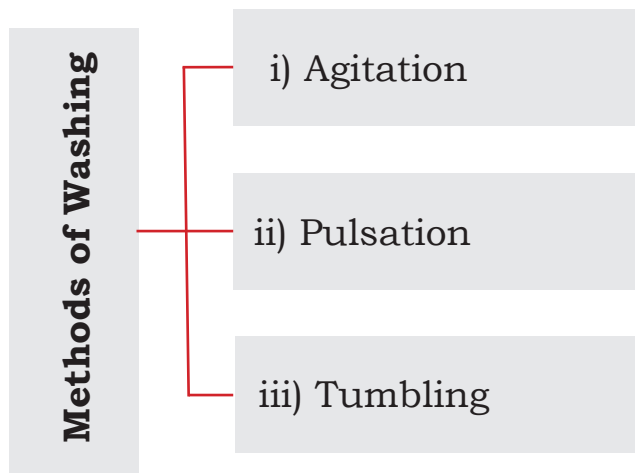 Methods of Washing
i) Agitation
ii) Pulsation
iii) Tumbling